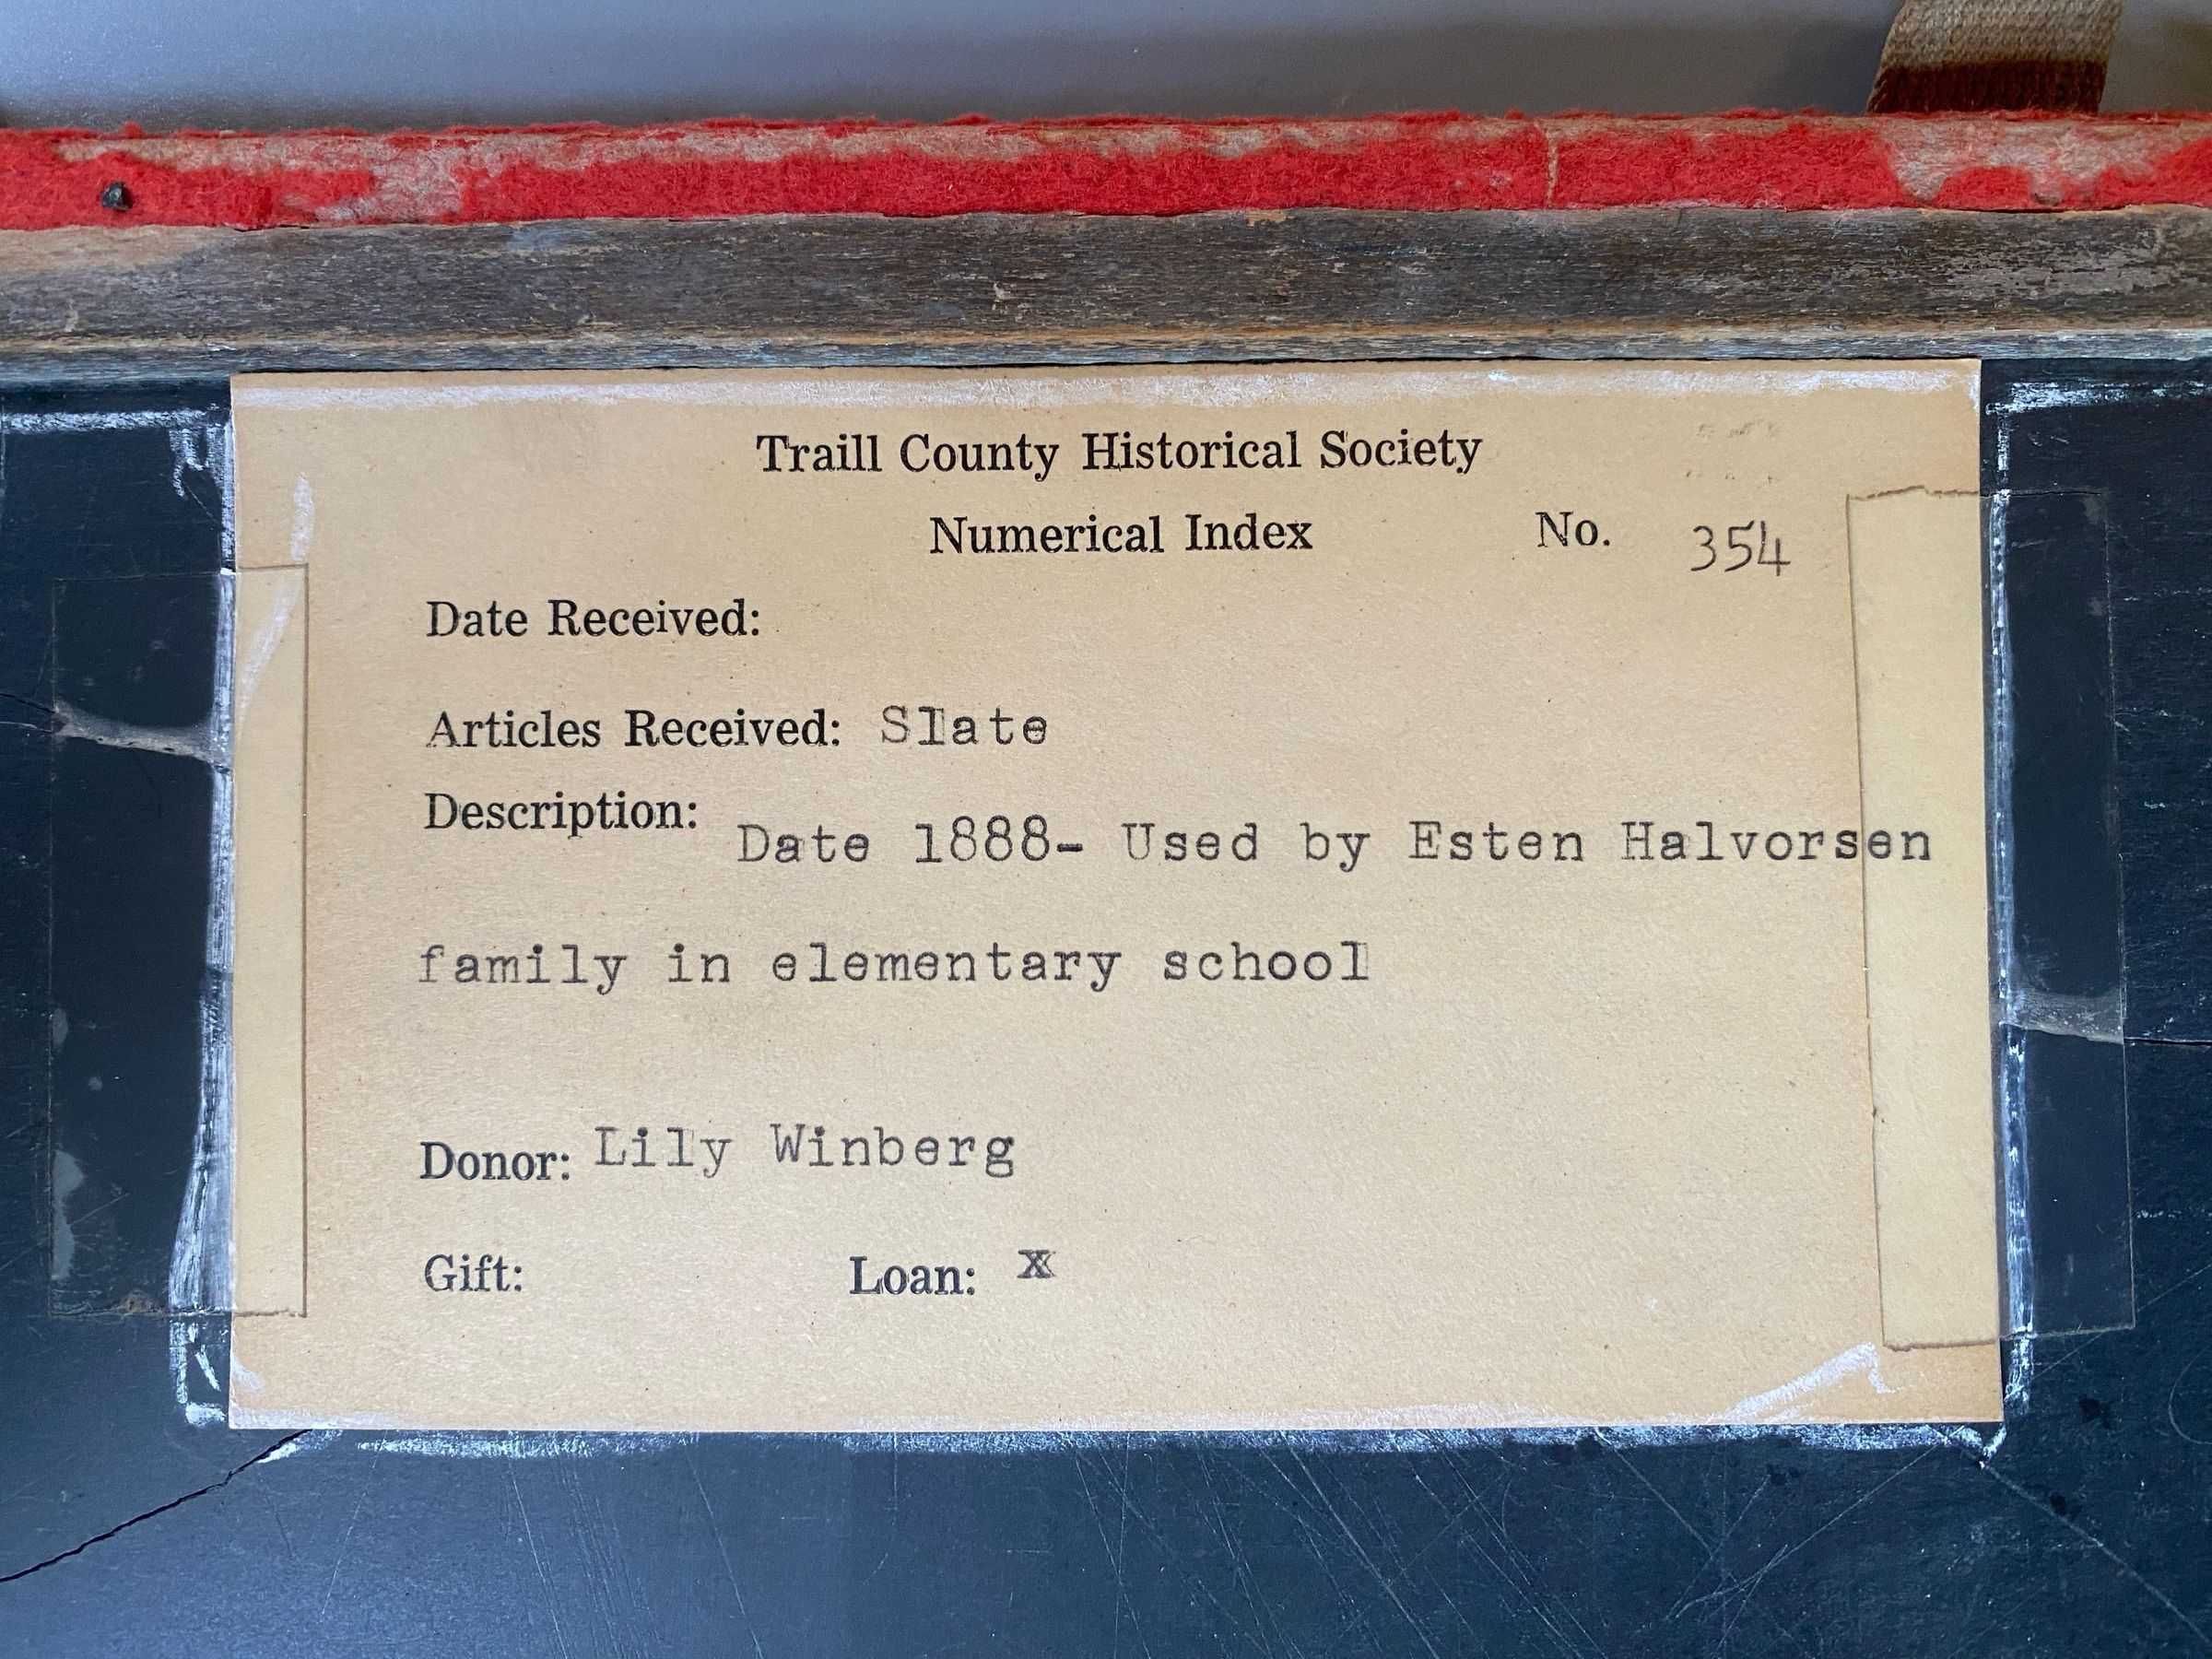 Traill County Historical Society
Numerical Index No. 354
Date Received:
Articles Received: Slate
Description: Date 1888- Used by Esten Halvorsen
family in elementary school
Donor: Lily Winberg
Gift: Loan: x